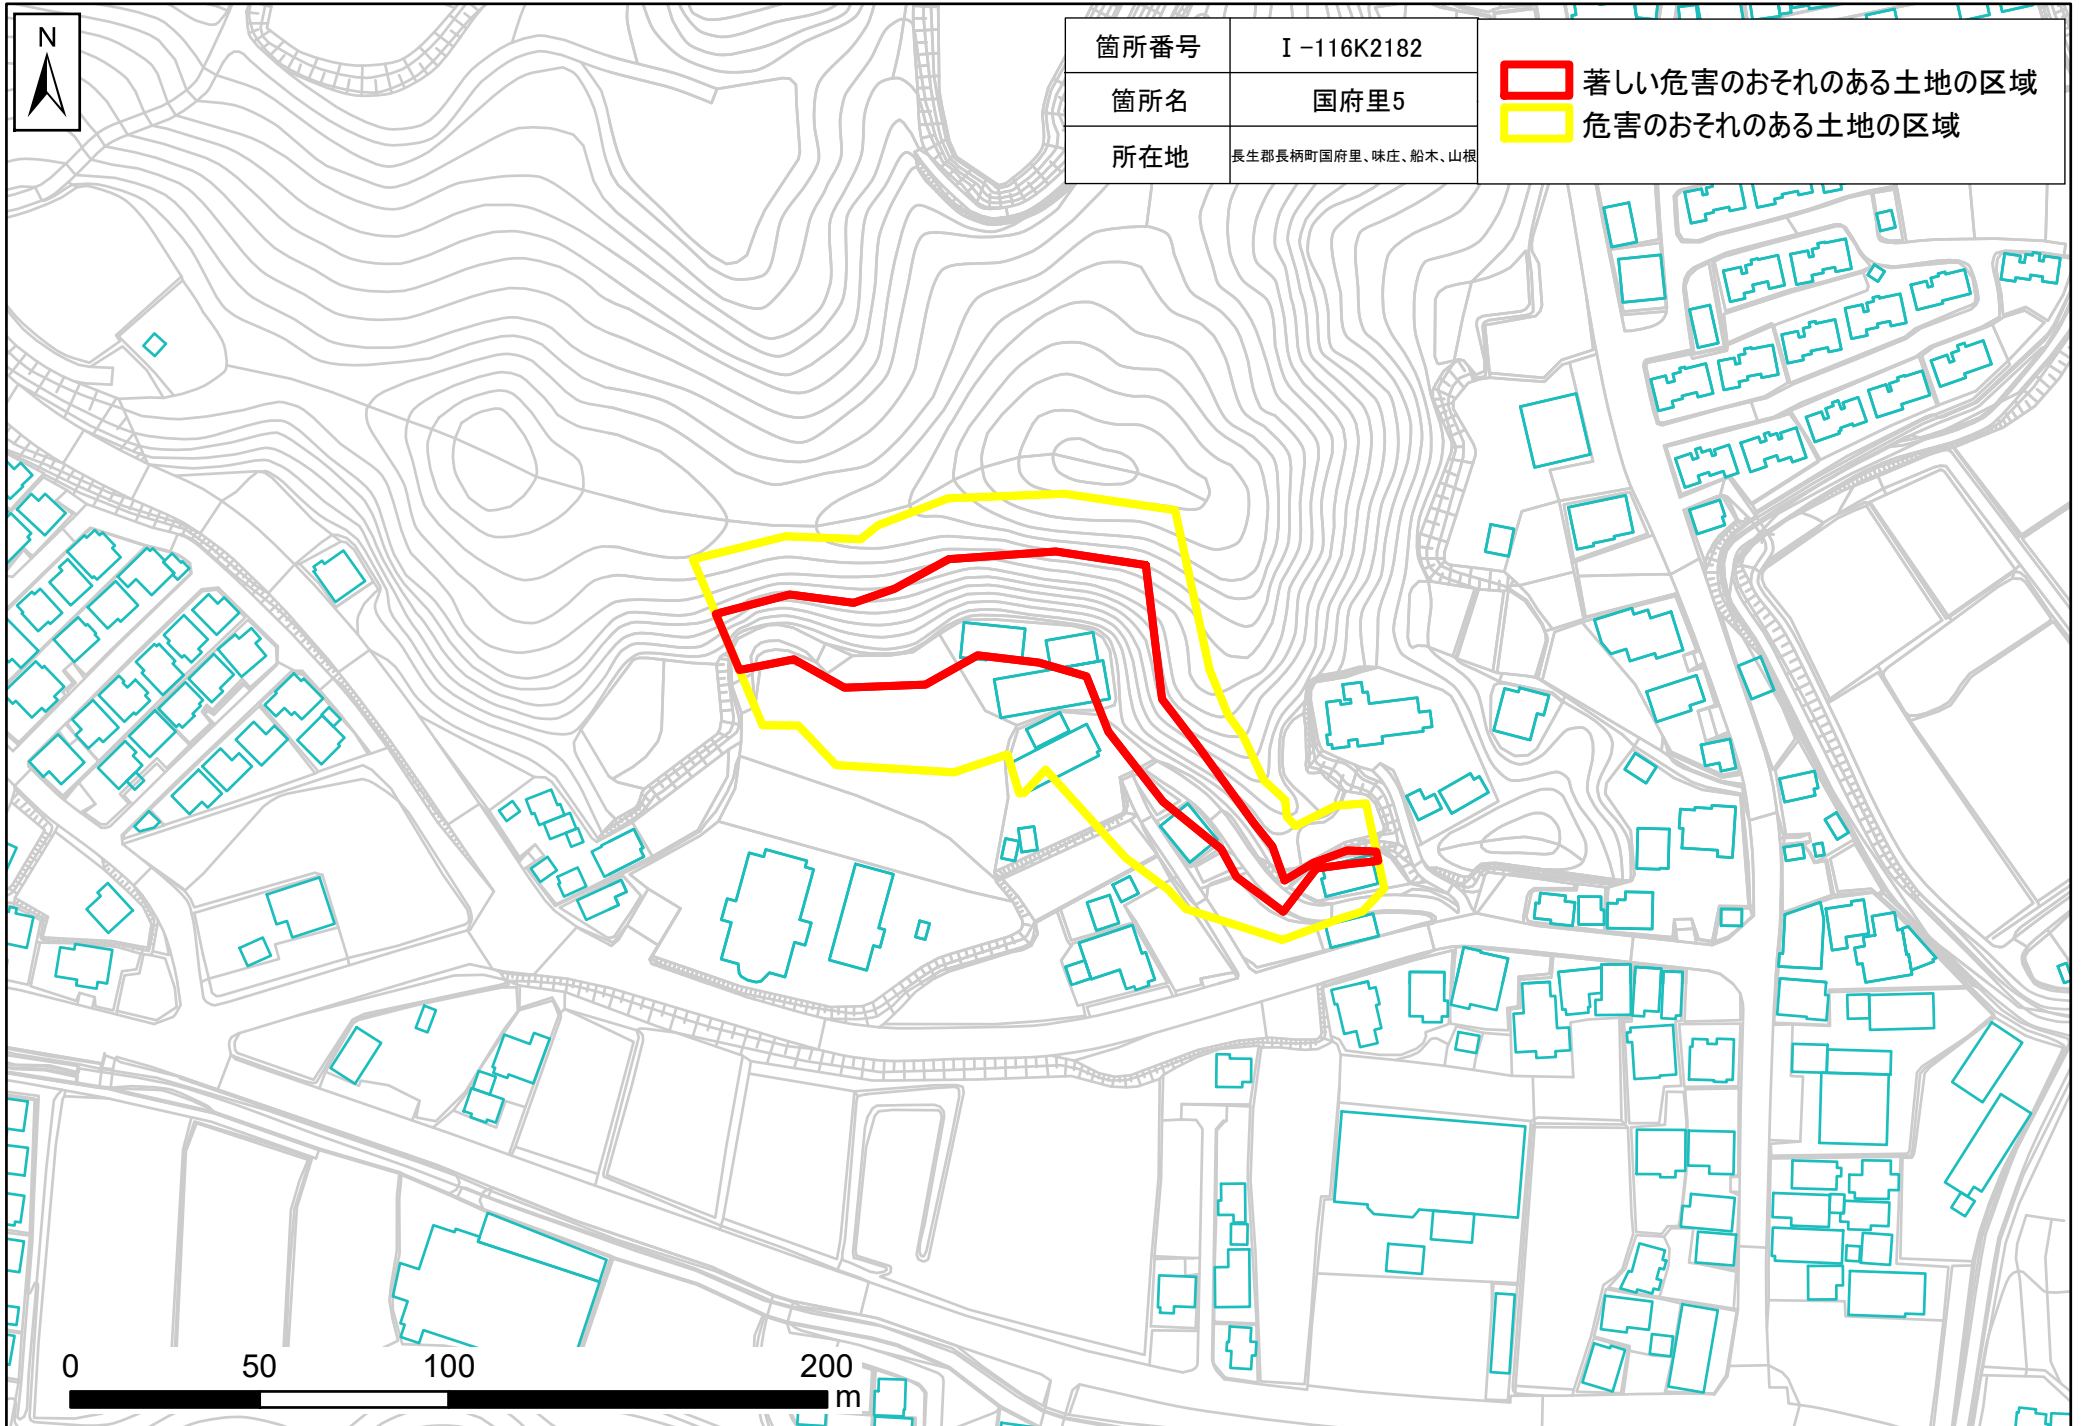 N
箇所番号 Ⅰ-116K2182
箇所名 国府里5
所在地 長生郡長柄町国府里、味庄、船木、山根
著しい危害のおそれのある土地の区域
危害のおそれのある土地の区域
0 50 100 200
m